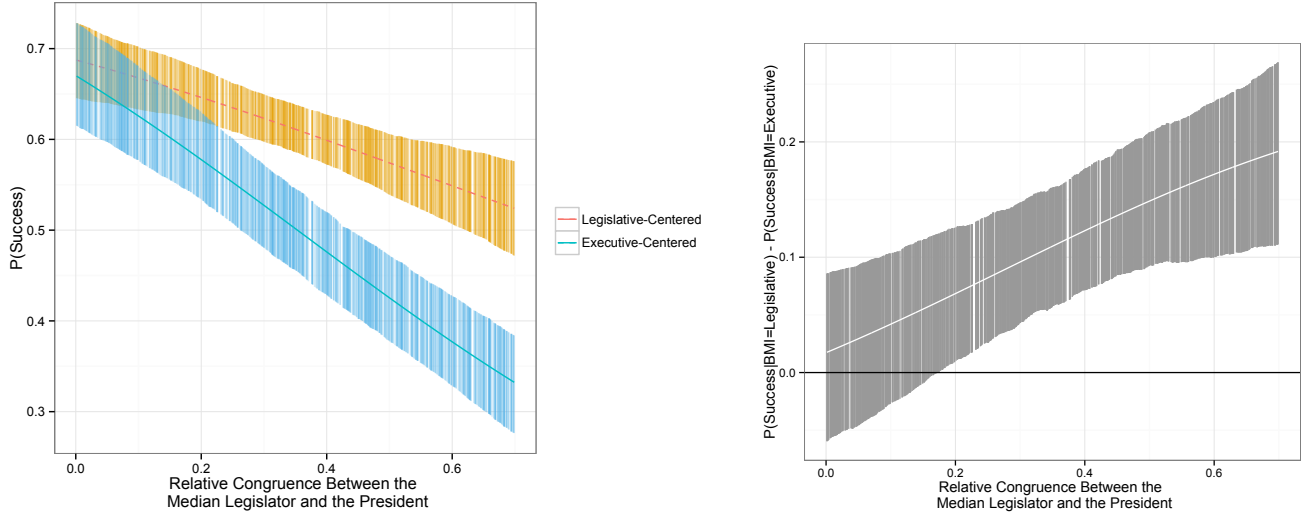 P(Success)
0.7
0.6
0.5
0.4
0.3
0.0
0.2
0.4
0.6
Relative Congruence Between the
Median Legislator and the President
Legislative-Centered
Executive-Centered
P(Success|BMI=Legislative) - P(Success|BMI=Executive)
0.2
0.1
0.0
0.0
0.2
0.4
0.6
Relative Congruence Between the
Median Legislator and the President